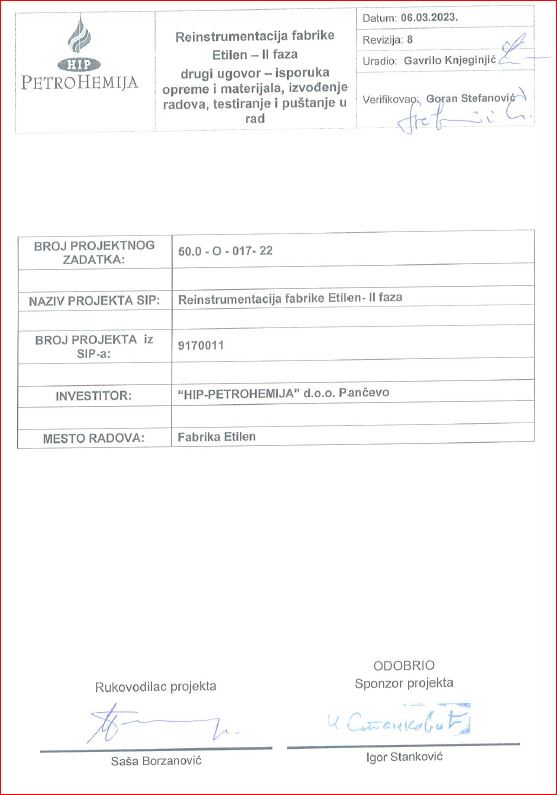 HIP
PETROHEMIJA
Reinstrumentacija fabrike
Etilen – II faza
drugi ugovor – isporuka
opreme i materijala, izvođenje
radova, testiranje i puštanje u
rad
Datum: 06.03.2023.
Revizija: 8
Uradio: Gavrilo Knjeginjić
Verifikovao: Goran Stefanović
BROJ PROJEKTNOG
ZADATKA:
50.0 - O - 017- 22
NAZIV PROJEKTA SIP:
Reinstrumentacija fabrike Etilen- II faza
BROJ PROJEKTA iz
SIP-a:
9170011
INVESTITOR:
“HIP-PETROHEMIJA” d.o.o. Pančevo
MESTO RADOVA:
Fabrika Etilen
Rukovodilac projekta
Saša Borzanović
ODOBRIO
Sponzor projekta
И Станковић
Igor Stanković